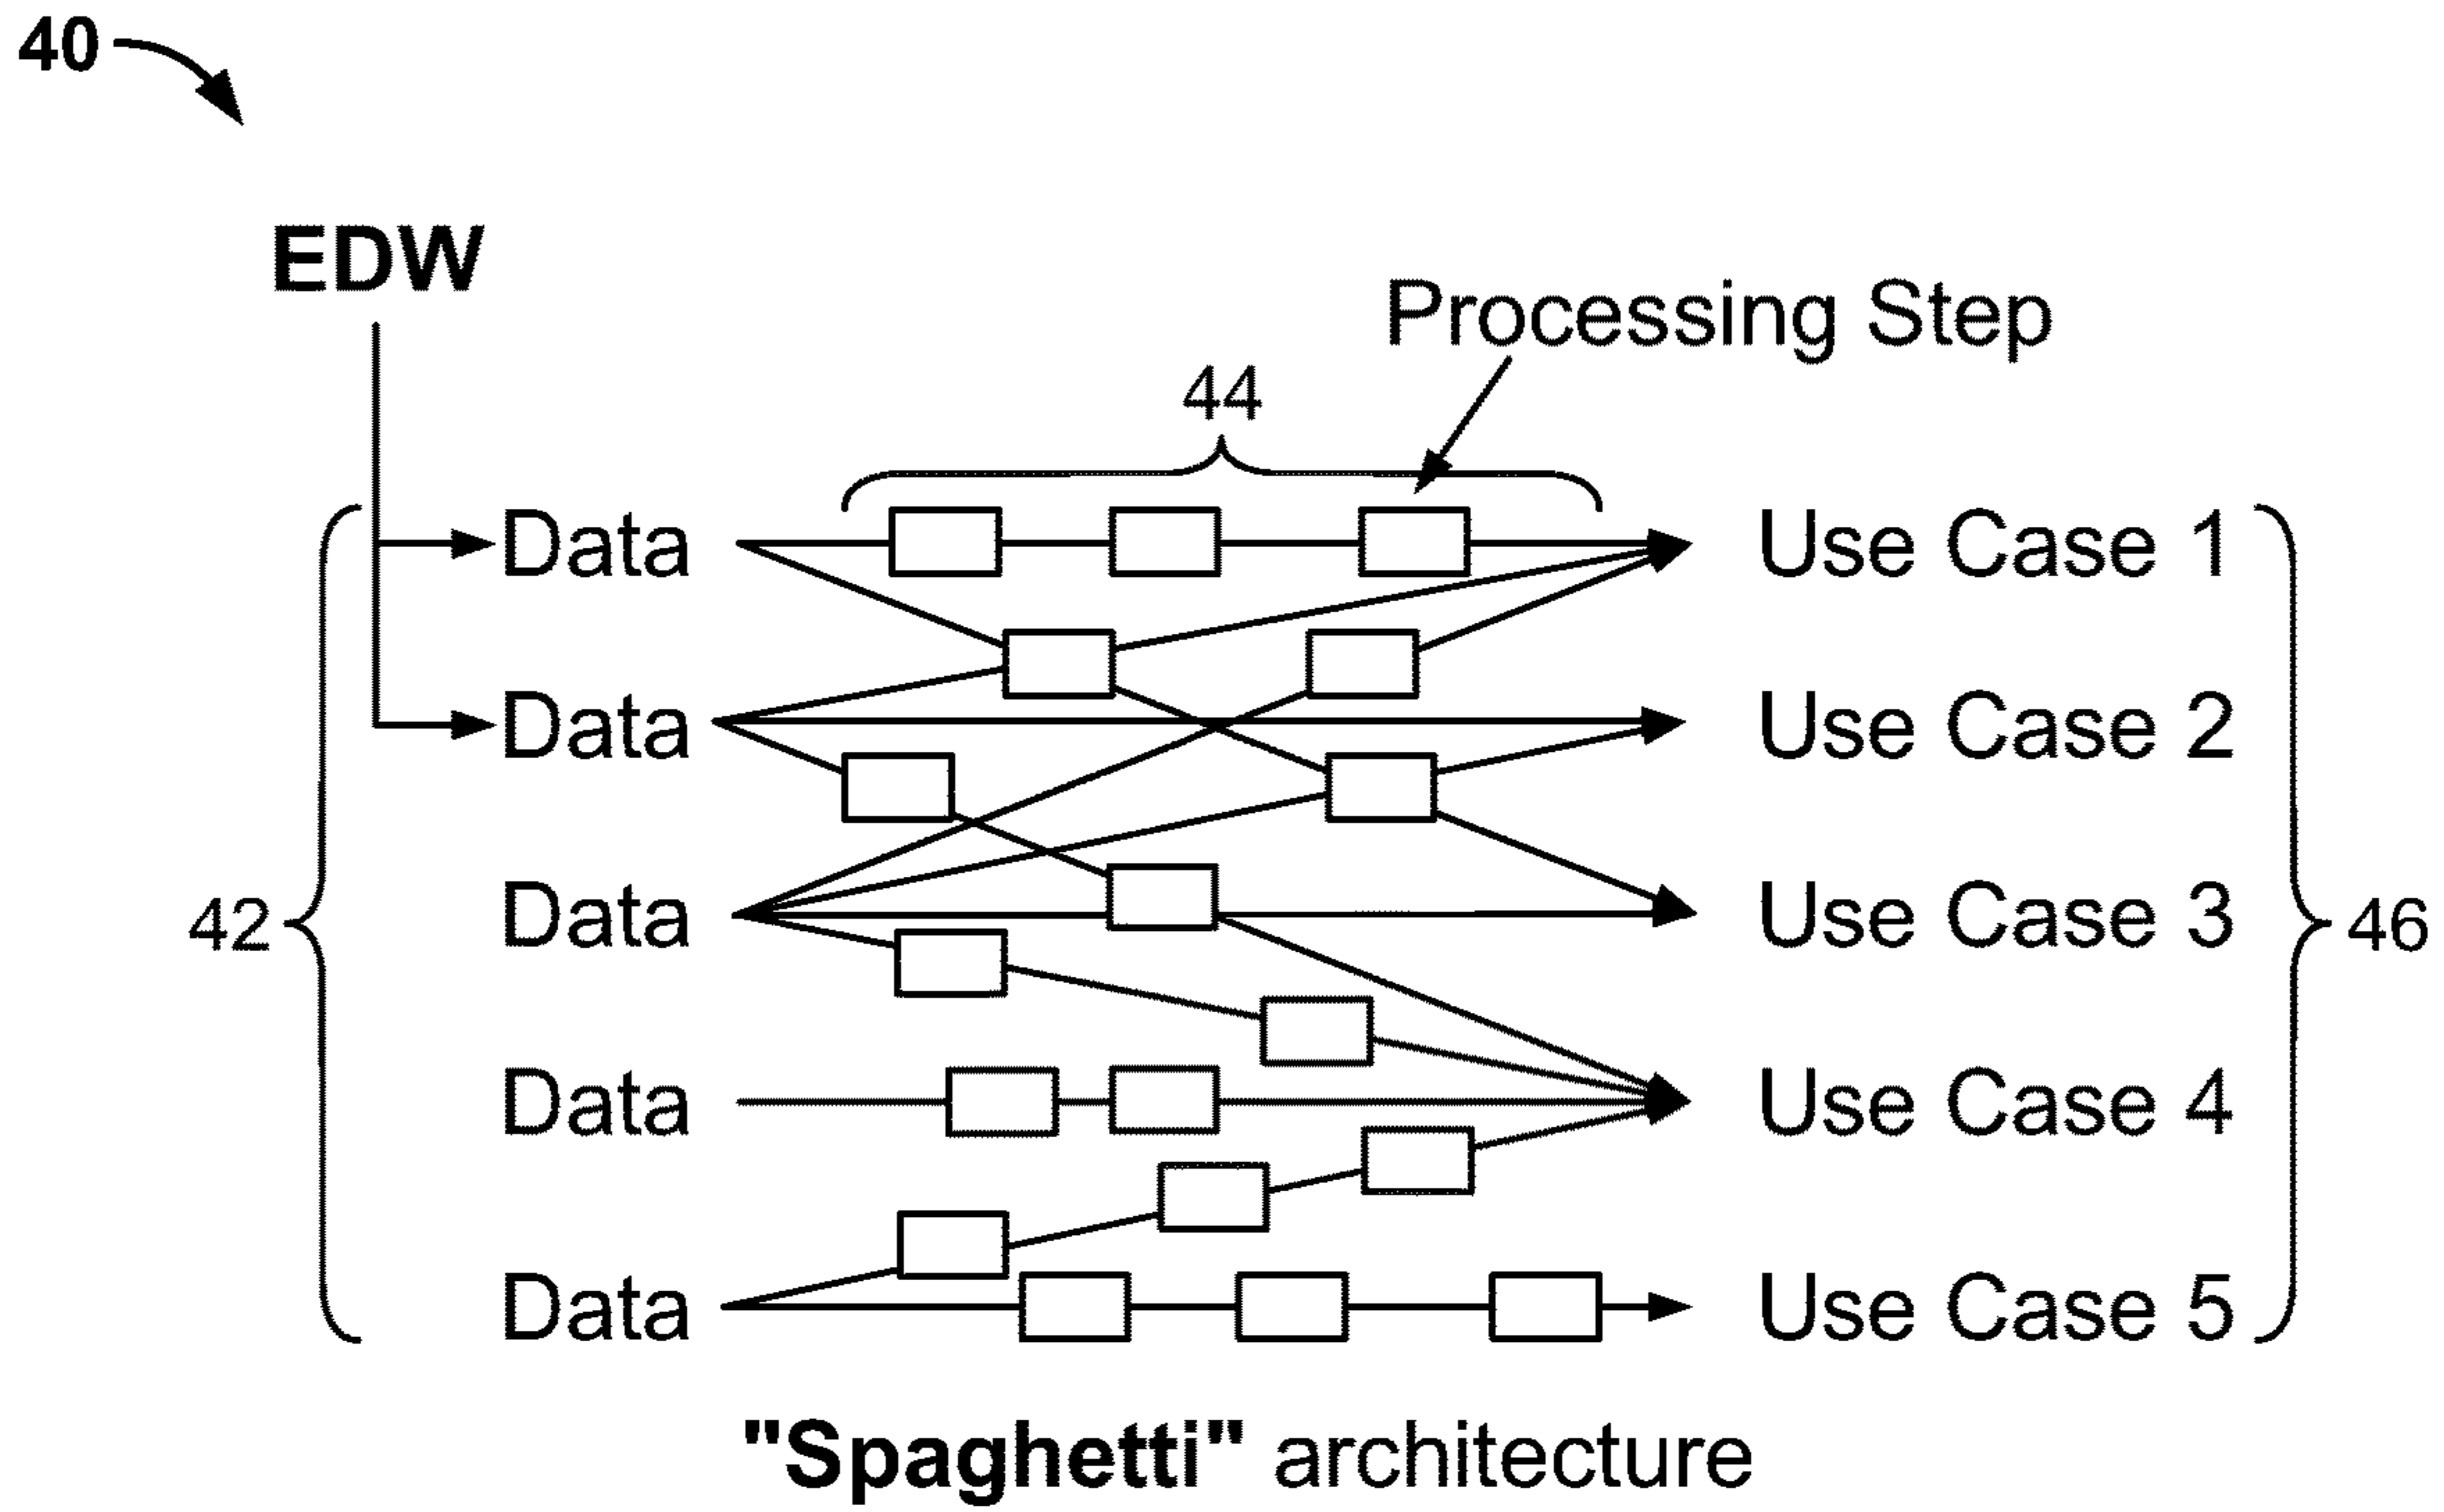 40
EDW
Processing Step
44
Data
Use Case 1
Data
Use Case 2
42
Data
Use Case 3
46
Data
Use Case 4
Data
Use Case 5
"Spaghetti" architecture